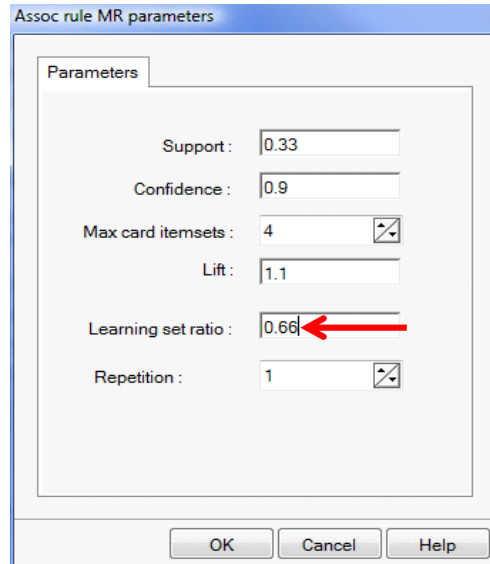 Assoc rule MR parameters
Parameters
Support : 0.33
Confidence : 0.9
Max card itemsets : 4
Lift : 1.1
Learning set ratio : 0.66
Repetition : 1
OK Cancel Help